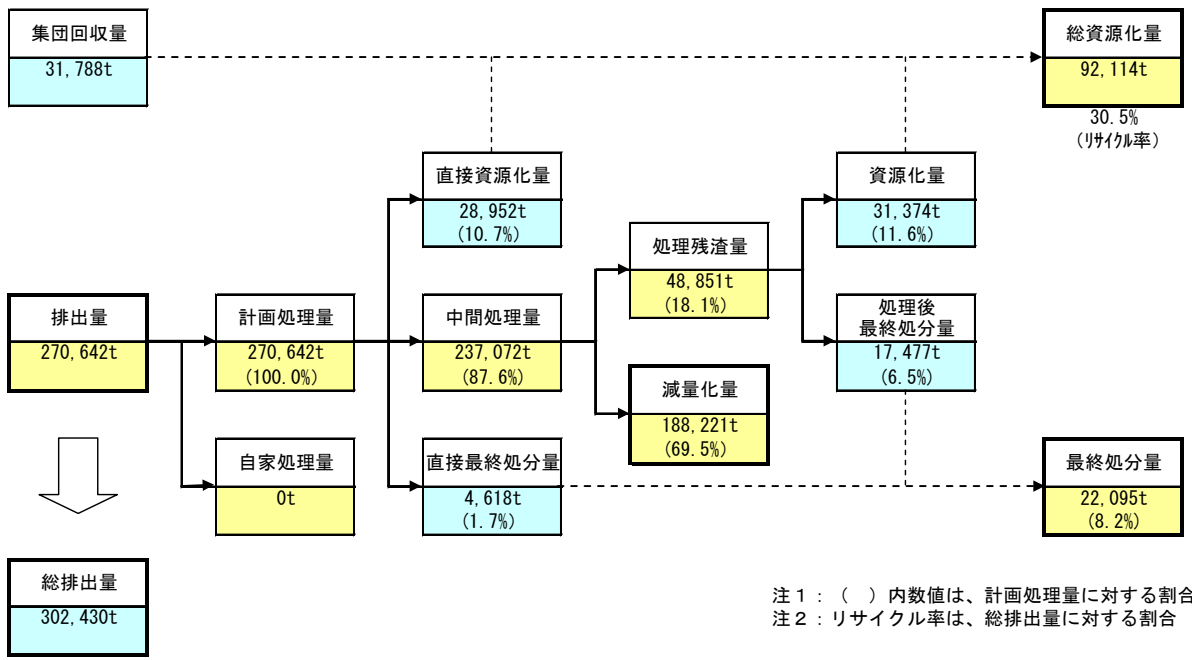 集団回収量
31,788t
総資源化量
92,114t
30.5%
(ﾘｻｲｸﾙ率)
直接資源化量
28,952t
(10.7%)
資源化量
31,374t
(11.6%)
処理残渣量
48,851t
(18.1%)
排出量
270,642t
計画処理量
270,642t
(100.0%)
中間処理量
237,072t
(87.6%)
処理後
最終処分量
17,477t
(6.5%)
減量化量
188,221t
(69.5%)
自家処理量
0t
直接最終処分量
4,618t
(1.7%)
最終処分量
22,095t
(8.2%)
総排出量
302,430t
注１：（　）内数値は、計画処理量に対する割合
注２：リサイクル率は、総排出量に対する割合